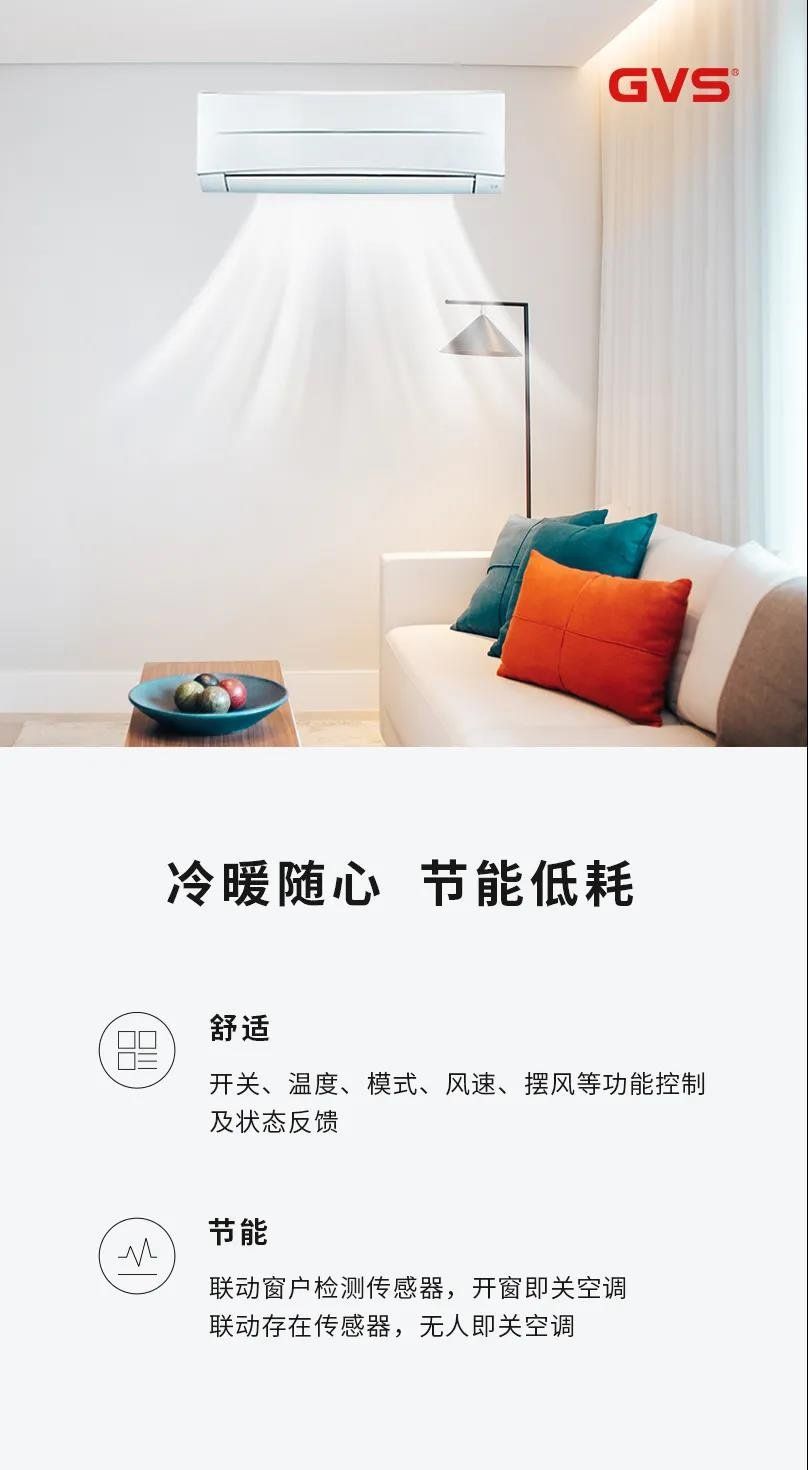 GVS®
冷暖随心 节能低耗
舒适
开关、温度、模式、风速、摆风等功能控制
及状态反馈
节能
联动窗户检测传感器，开窗即关空调
联动存在传感器，无人即关空调